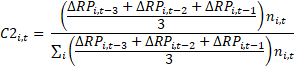 C2_{i,t} = \frac{\left(\frac{\Delta RP_{i,t-3} + \Delta RP_{i,t-2} + \Delta RP_{i,t-1}}{3}\right) n_{i,t}}{\sum_i \left(\frac{\Delta RP_{i,t-3} + \Delta RP_{i,t-2} + \Delta RP_{i,t-1}}{3}\right) n_{i,t}}